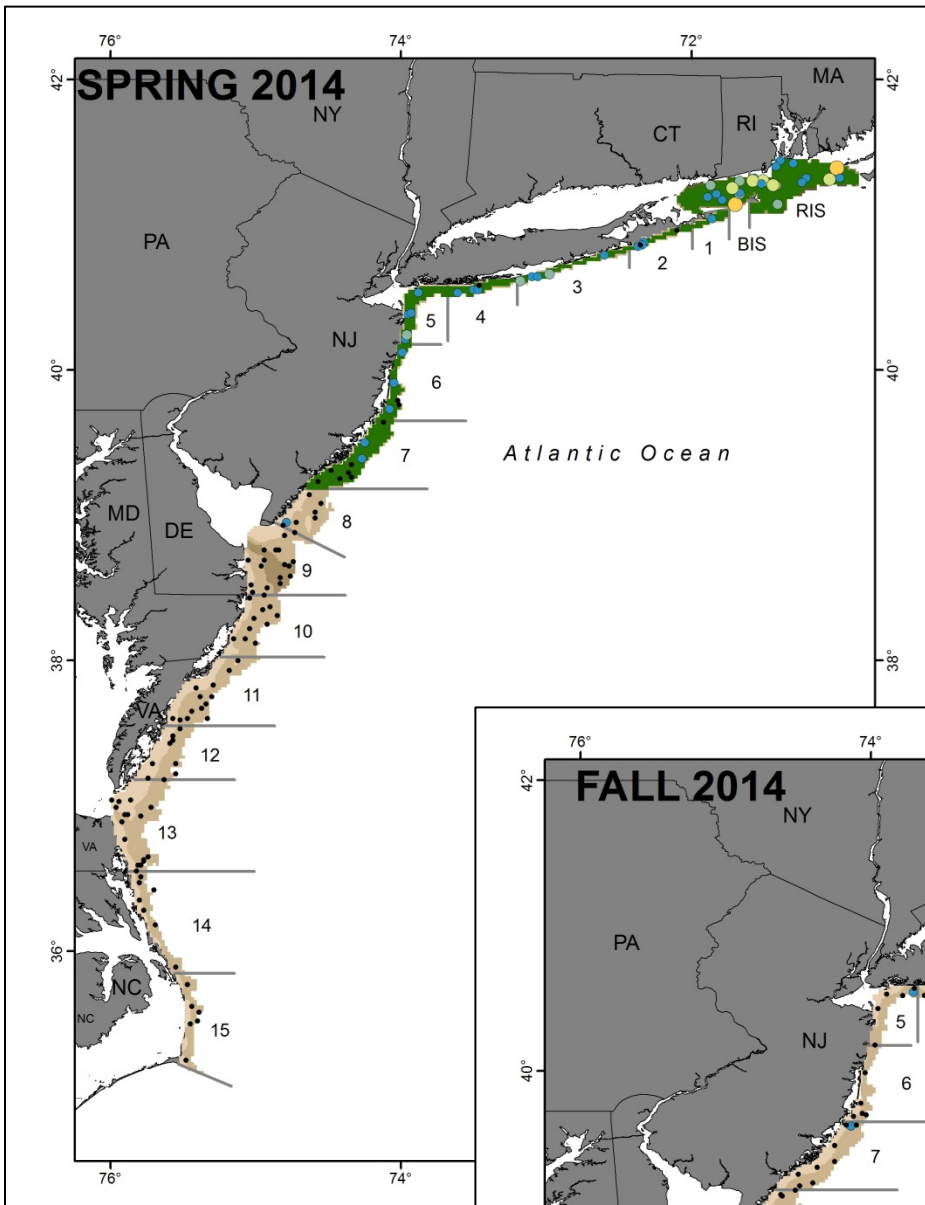 76° 74° 72°
42° 42°
SPRING 2014
NY
MA
CT
RI
PA
RIS
BIS
1
2
3
4
5
NJ
40° 40°
6
Atlantic Ocean
7
MD
DE
8
9
10
38° 38°
11
VA
12
13
VA
14
36°
NC
NC
15
76° 74°
76° 74°
42°
FALL 2014
NY
PA
5
NJ
40°
6
7